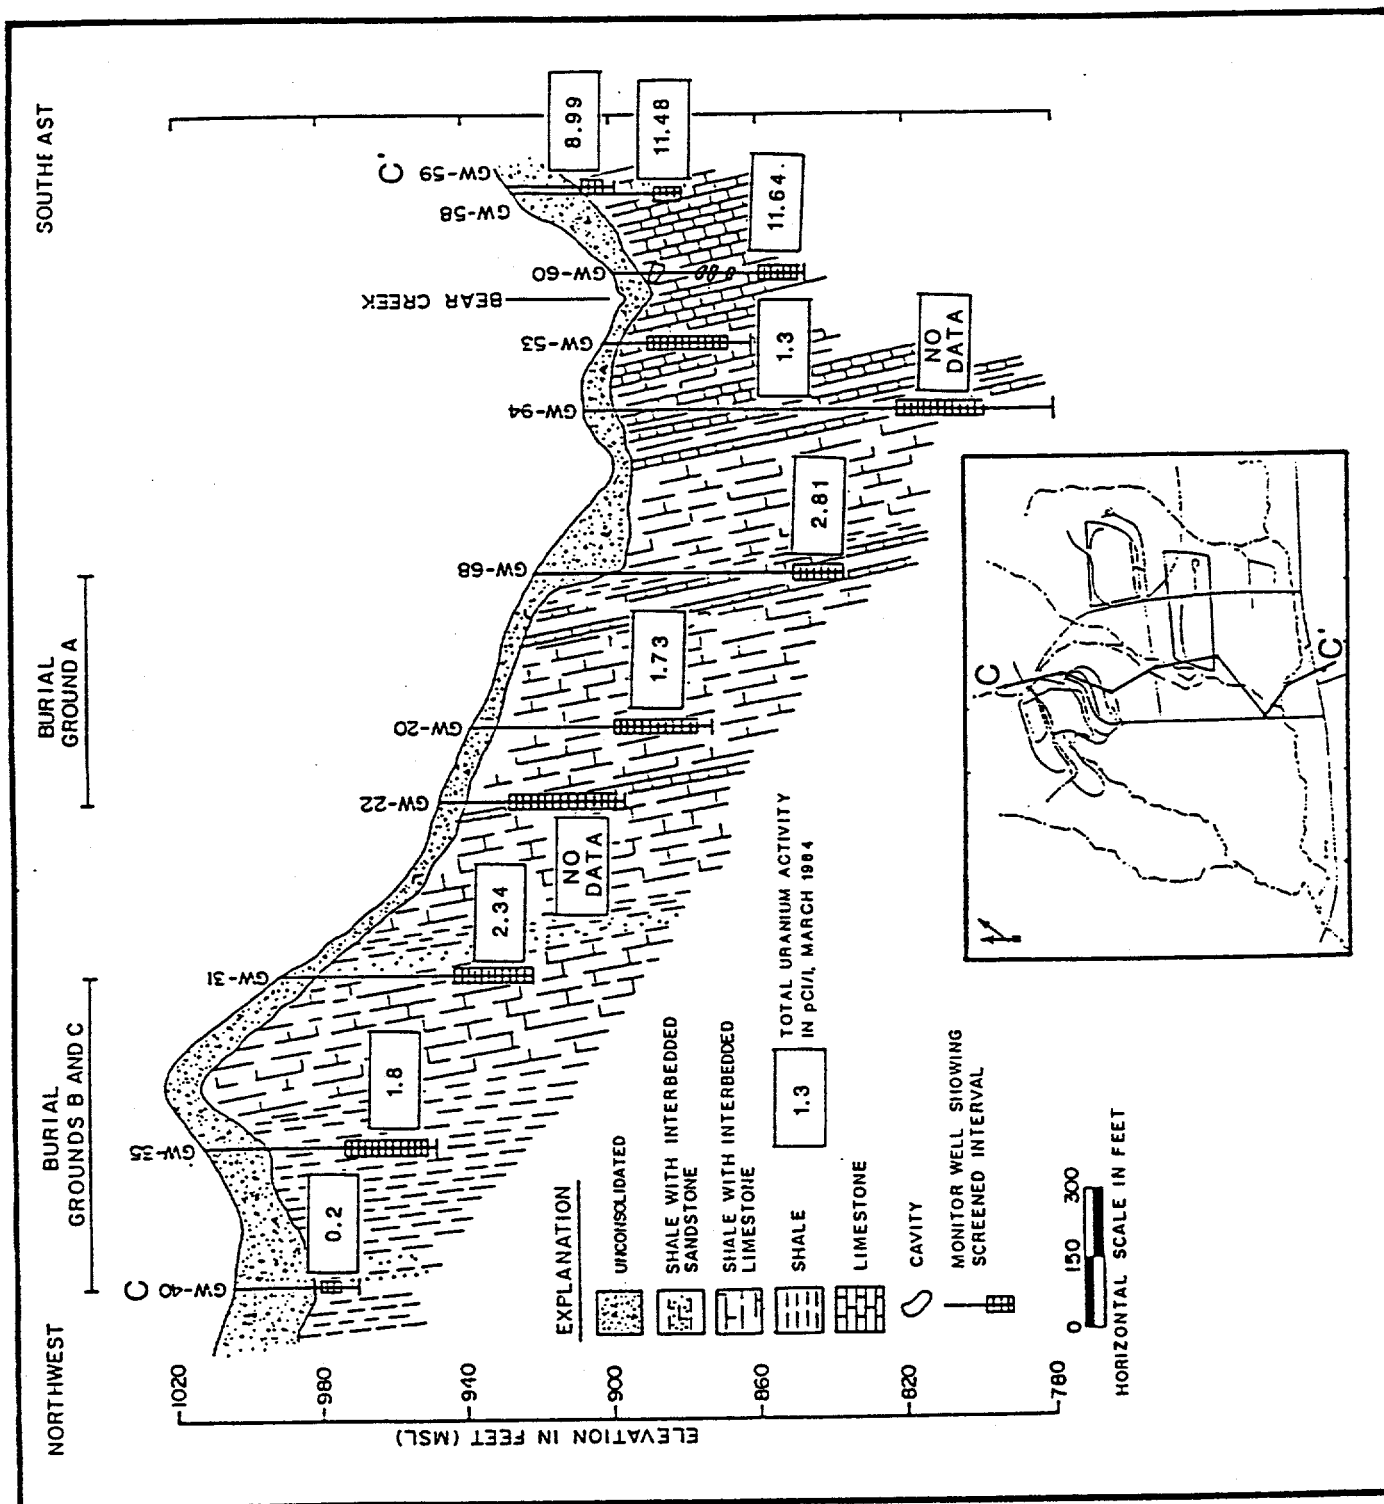 NORTHWEST
SOUTHEAST
BURIAL
GROUNDS B AND C
BURIAL
GROUND A
C
C'
GW-40
GW-35
GW-31
GW-22
GW-20
GW-68
GW-94
GW-53
BEAR CREEK
GW-60
GW-58
GW-59
0.2
1.8
2.34
NO
DATA
1.73
2.81
NO
DATA
1.3
11.64.
11.48
8.99
ELEVATION IN FEET (MSL)
1020
980
940
900
860
820
780
EXPLANATION
UNCONSOLIDATED
SHALE WITH INTERBEDDED
SANDSTONE
SHALE WITH INTERBEDDED
LIMESTONE
SHALE
LIMESTONE
CAVITY
MONITOR WELL SHOWING
SCREENED INTERVAL
1.3
TOTAL URANIUM ACTIVITY
IN pCi/l, MARCH 1984
0 150 300
HORIZONTAL SCALE IN FEET
C
C'